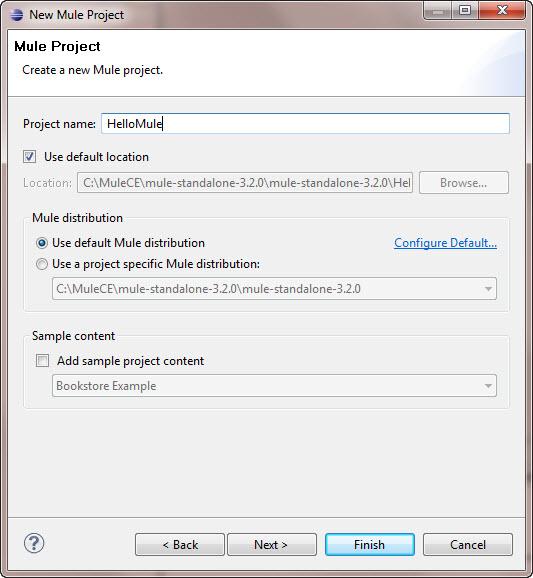 New Mule Project
Mule Project
Create a new Mule project.
Project name: HelloMule
Use default location
Location: C:\MuleCE\mule-standalone-3.2.0\mule-standalone-3.2.0\Hel Browse...
Mule distribution
Use default Mule distribution Configure Default...
Use a project specific Mule distribution:
C:\MuleCE\mule-standalone-3.2.0\mule-standalone-3.2.0
Sample content
Add sample project content
Bookstore Example
? < Back Next > Finish Cancel